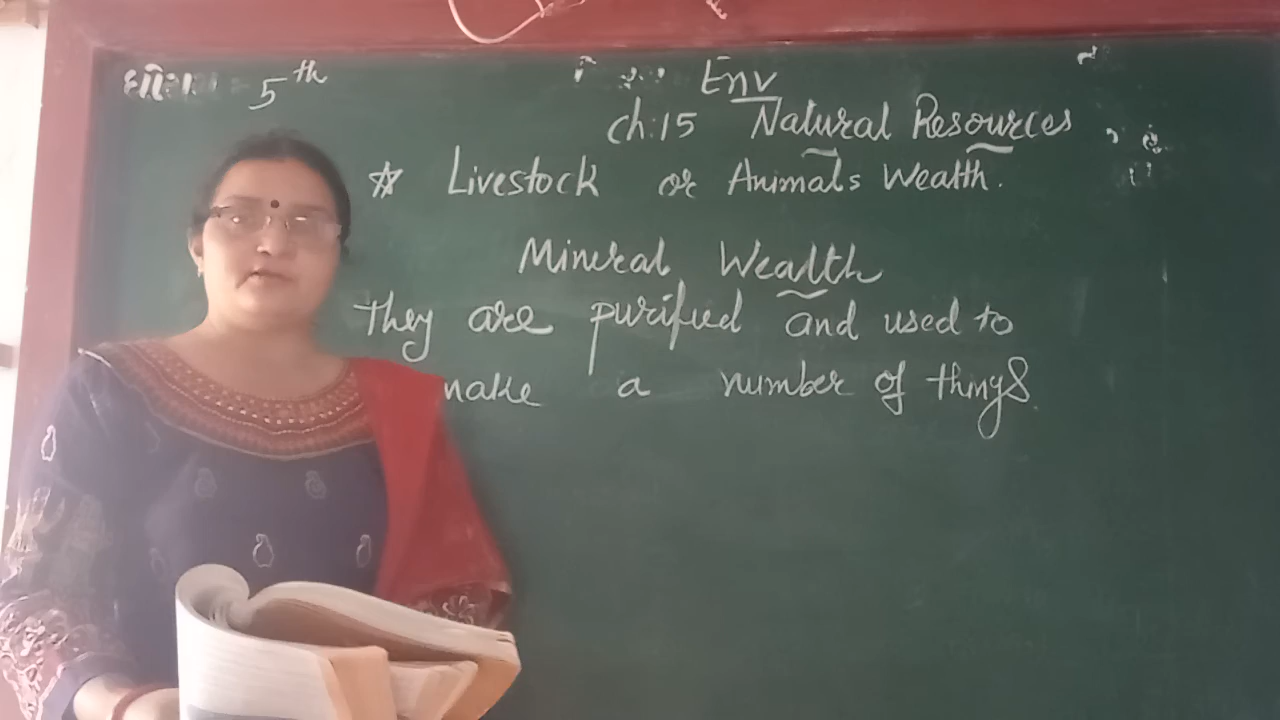 5th
Env
ch:15 Natural Resources
☆ Livestock or Animals Wealth.
Mineral Wealth
They are purified and used to
make a number of things